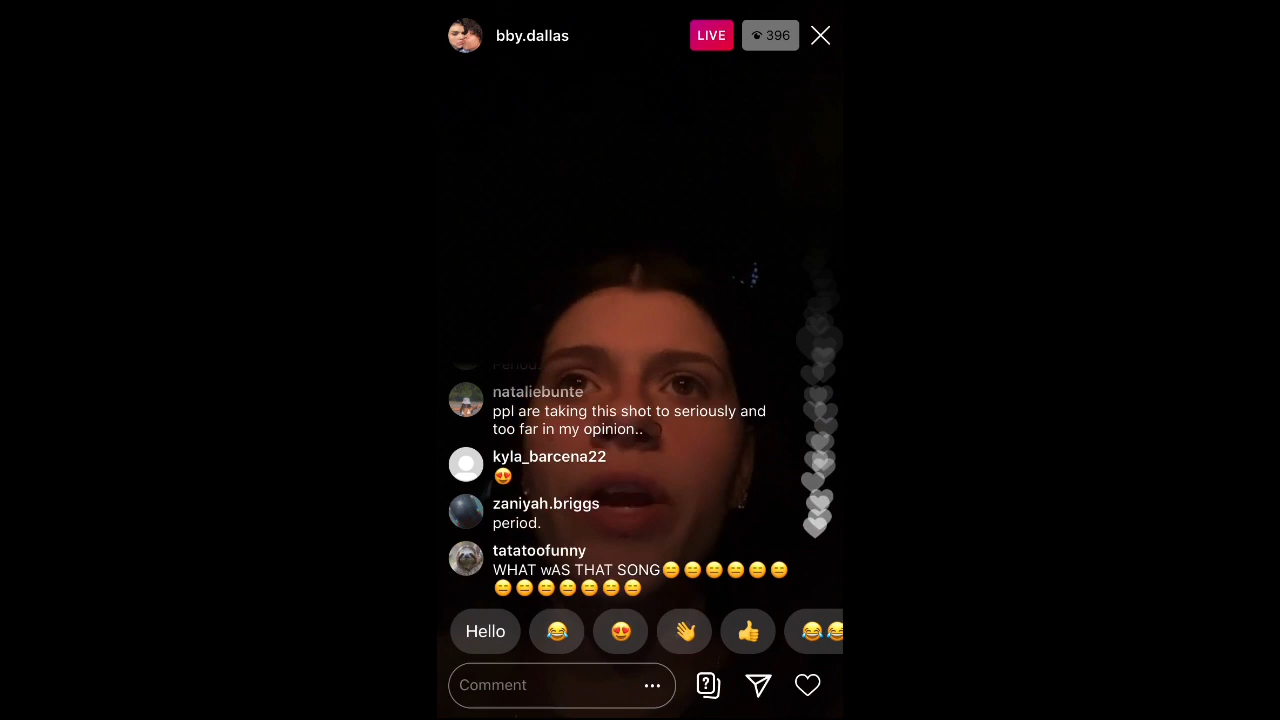 bby.dallas LIVE 396
Period.
nataliebunte
ppl are taking this shot to seriously and
too far in my opinion..
kyla_barcena22
😍
zaniyah.briggs
period.
tatatoofunny
WHAT wAS THAT SONG😑😑😑😑😑😑
😑😑😑😑😑😑😑
Hello 😂 😍 👋 👍 😂😂
Comment